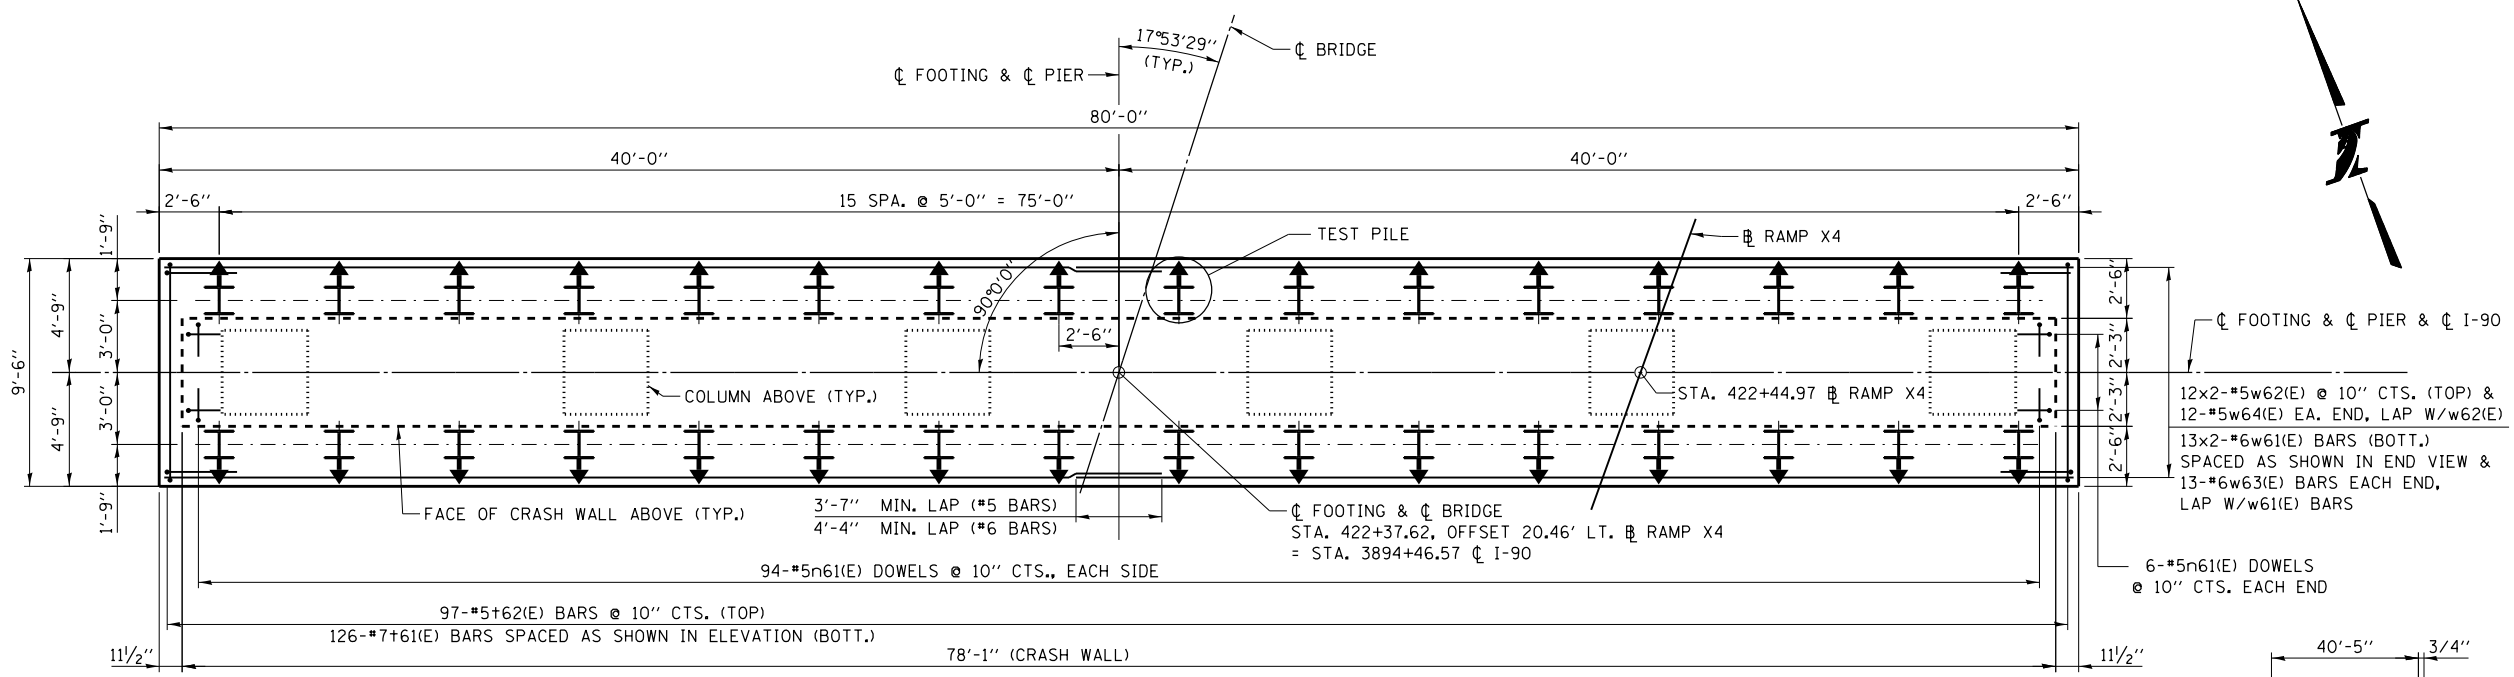 17°53'29"
(TYP.)
℄ BRIDGE
℄ FOOTING & ℄ PIER
80'-0"
40'-0"
40'-0"
2'-6"
15 SPA. @ 5'-0" = 75'-0"
2'-6"
1'-9"
TEST PILE
℄ RAMP X4
90°0'0"
2'-6"
9'-6"
4'-9"
3'-0"
2'-6"
2'-3"
℄ FOOTING & ℄ PIER & ℄ I-90
COLUMN ABOVE (TYP.)
STA. 422+44.97 ℄ RAMP X4
4'-9"
3'-0"
2'-3"
2'-6"
1'-9"
12x2-#5w62(E) @ 10" CTS. (TOP) &
12-#5w64(E) EA. END, LAP W/w62(E)
13x2-#6w61(E) BARS (BOTT.)
SPACED AS SHOWN IN END VIEW &
13-#6w63(E) BARS EACH END,
LAP W/w61(E) BARS
FACE OF CRASH WALL ABOVE (TYP.)
3'-7" MIN. LAP (#5 BARS)
4'-4" MIN. LAP (#6 BARS)
℄ FOOTING & ℄ BRIDGE
STA. 422+37.62, OFFSET 20.46' LT. ℄ RAMP X4
= STA. 3894+46.57 ℄ I-90
94-#5n61(E) DOWELS @ 10" CTS., EACH SIDE
6-#5n61(E) DOWELS
@ 10" CTS. EACH END
97-#5t62(E) BARS @ 10" CTS. (TOP)
126-#7t61(E) BARS SPACED AS SHOWN IN ELEVATION (BOTT.)
11½"
78'-1" (CRASH WALL)
11½"
40'-5"
3/4"